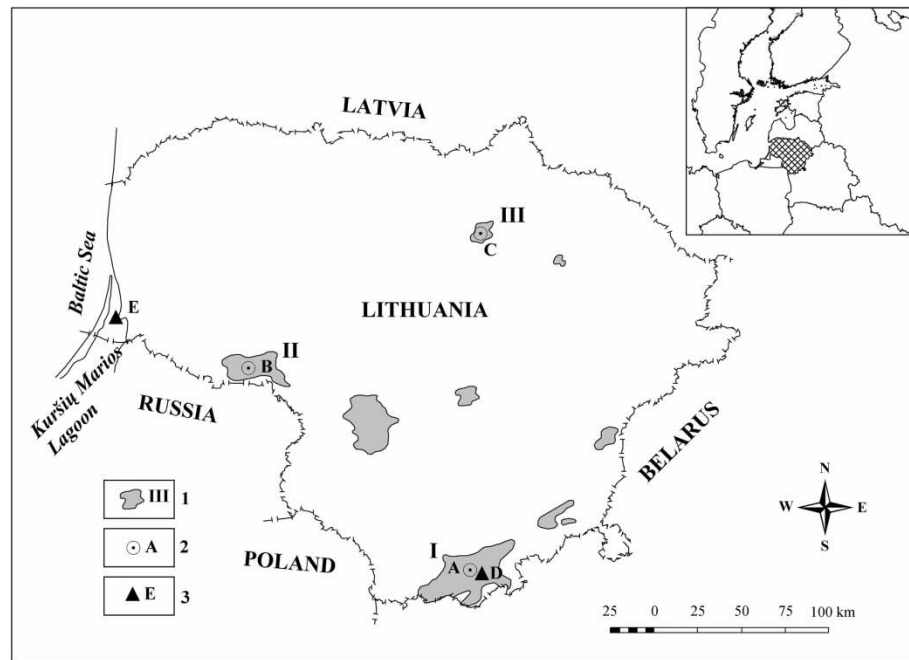 LATVIA
III
C
Baltic Sea
E
LITHUANIA
II
B
Kuršių Marios
Lagoon
RUSSIA
BELARUS
III 1
A 2
E 3
POLAND
I
A D
N
W E
S
25 0 25 50 75 100 km